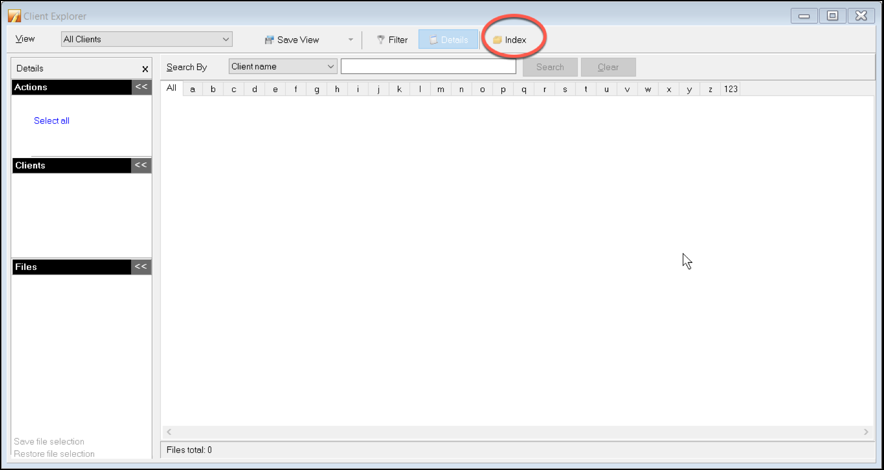 Client Explorer
View All Clients Save View Filter Details Index
Details x Search By Client name Search Clear
Actions <<
All a b c d e f g h i j k l m n o p q r s t u v w x y z 123
Select all
Clients <<
Files <<
Save file selection
Restore file selection
Files total: 0